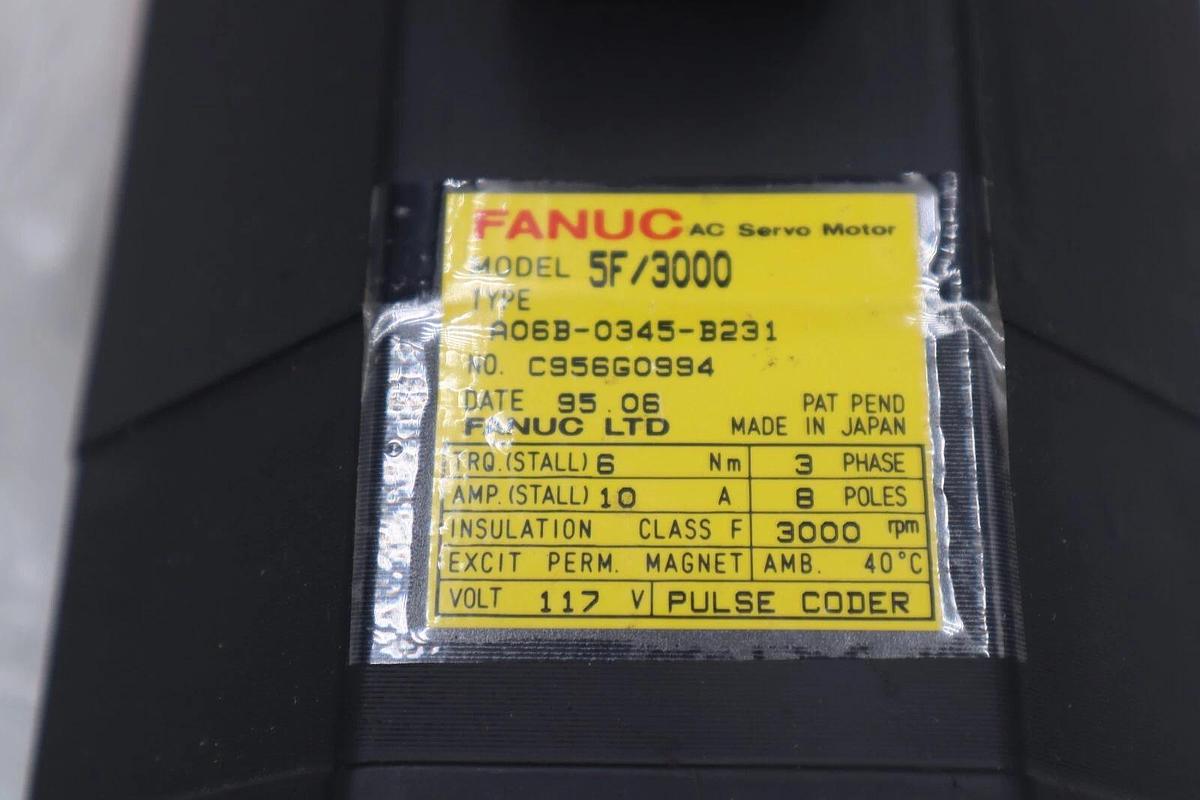 FANUC AC Servo Motor
MODEL 5F/3000
TYPE
A06B-0345-B231
NO. C956G0994
DATE 95.06 PAT PEND
FANUC LTD MADE IN JAPAN
TRQ.(STALL) 6 Nm 3 PHASE
AMP.(STALL) 10 A 8 POLES
INSULATION CLASS F 3000 rpm
EXCIT PERM. MAGNET AMB. 40°C
VOLT 117 V PULSE CODER